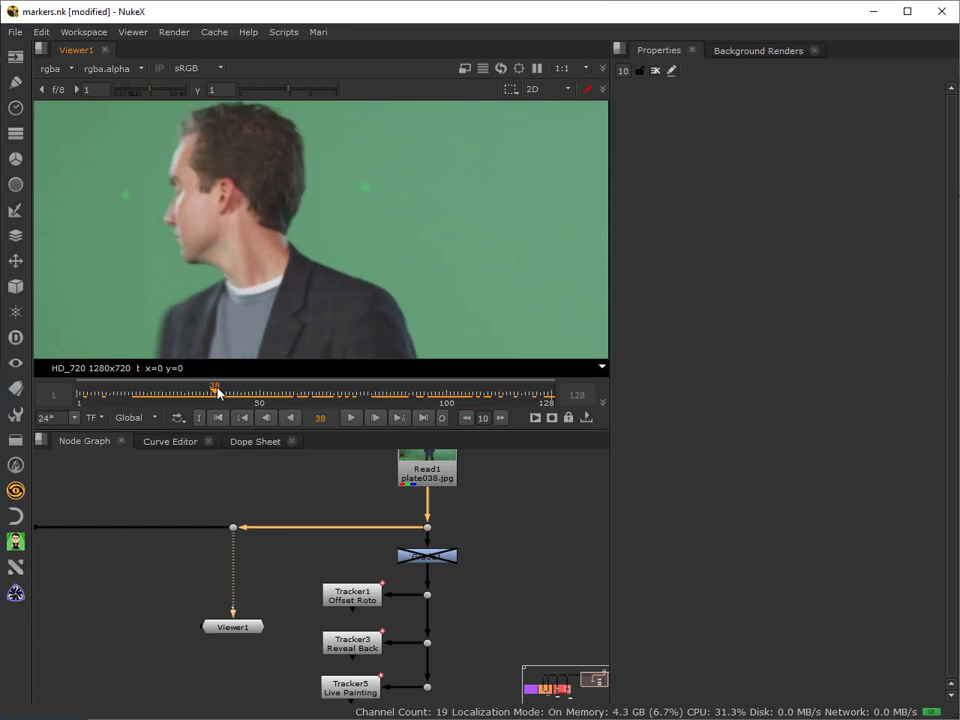 markers.nk [modified] - NukeX
File Edit Workspace Viewer Render Cache Help Scripts Mari
Viewer1
Properties Background Renders
rgba rgba.alpha IP sRGB 1:1
10
f/8 1 Y 1 2D
HD_720 1280x720 t: x=0 y=0
38
1 128
1 50 100 128
24* TF Global 38 10
Node Graph Curve Editor Dope Sheet
Read1
plate038.jpg
Tracker1
Offset Roto
Viewer1
Tracker3
Reveal Back
Tracker5
Live Painting
Channel Count: 19 Localization Mode: On Memory: 4.3 GB (6.7%) CPU: 31.3% Disk: 0.0 MB/s Network: 0.0 MB/s